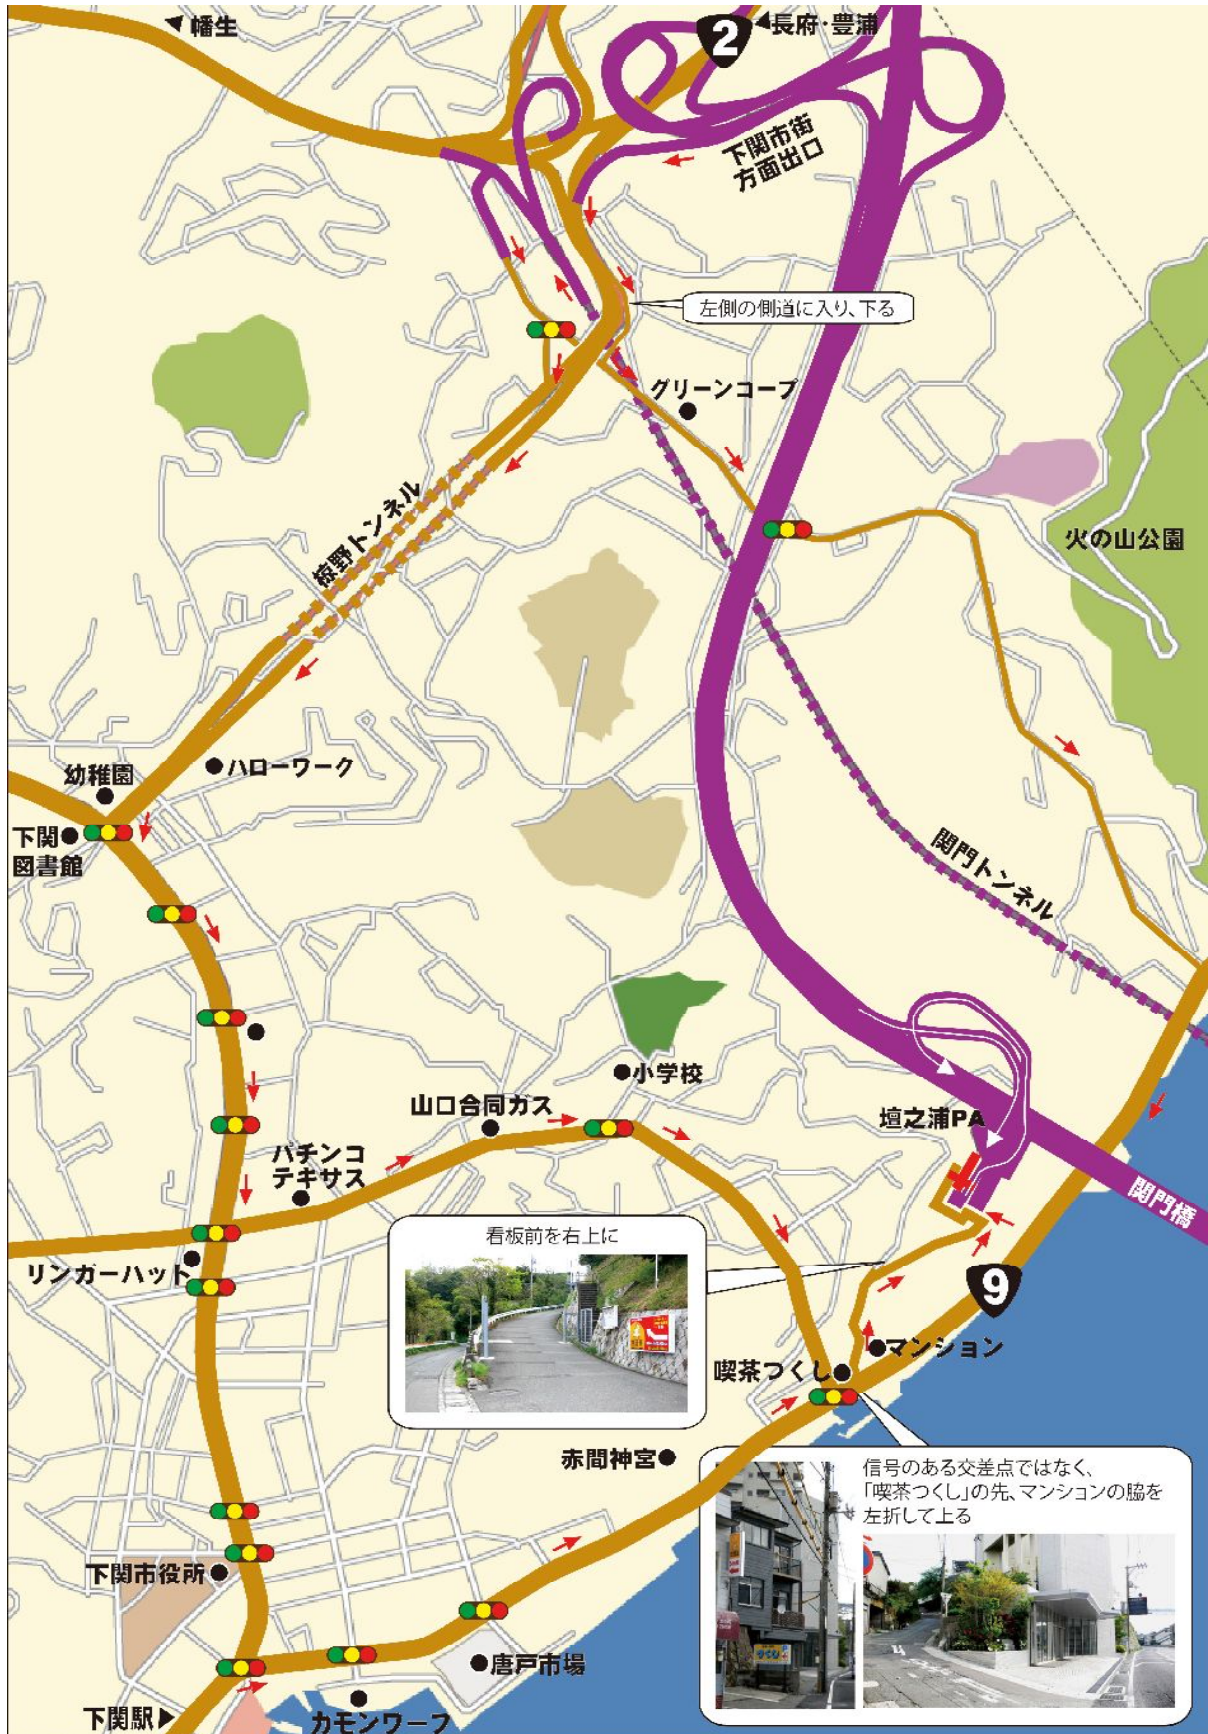 幡生
2
長府・豊浦
下関市街
方面出口
左側の側道に入り、下る
グリーンコープ
椋野トンネル
火の山公園
幼稚園
ハローワーク
下関
図書館
関門トンネル
小学校
山口合同ガス
壇之浦PA
パチンコ
テキサス
関門橋
看板前を右上に
リンガーハット
9
マンション
喫茶つくし
赤間神宮
信号のある交差点ではなく、
「喫茶つくし」の先、マンションの脇を
左折して上る
下関市役所
唐戸市場
下関駅
カモンワーフ